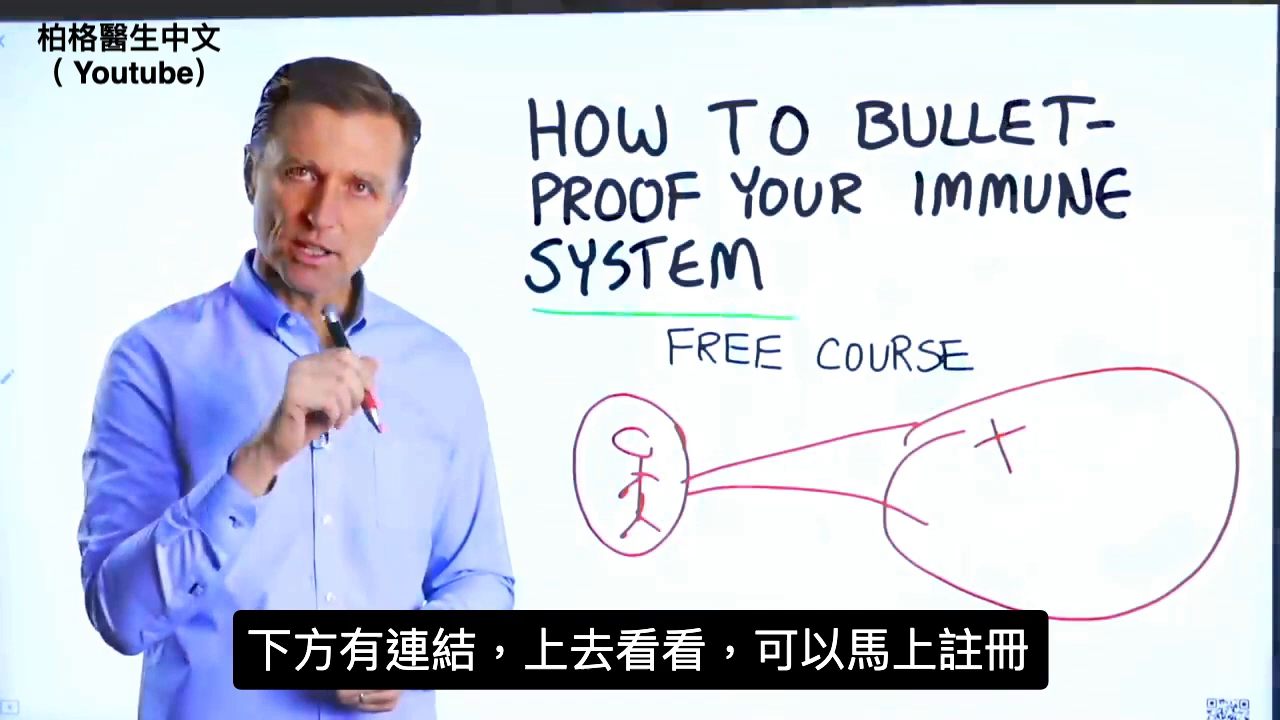 柏格醫生中文
（ Youtube）
HOW TO BULLET-
PROOF YOUR IMMUNE
SYSTEM
FREE COURSE
下方有連結，上去看看，可以馬上註冊